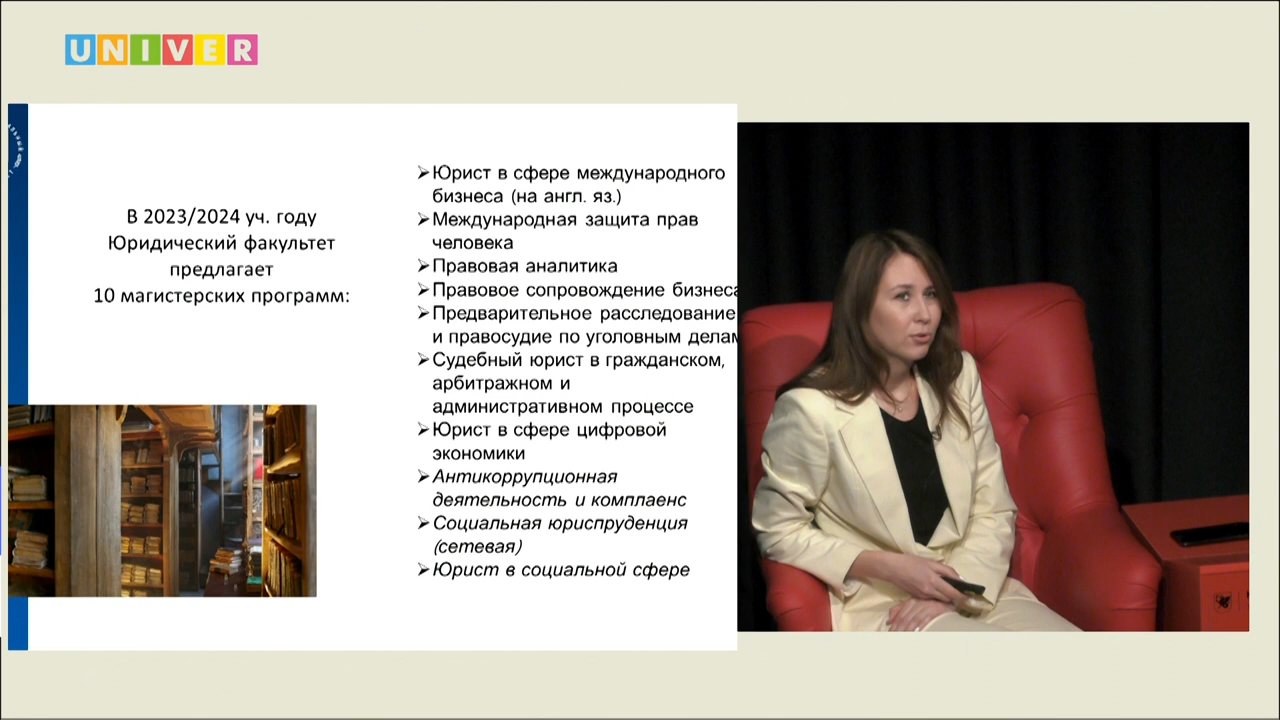 UNIVER
В 2023/2024 уч. году
Юридический факультет
предлагает
10 магистерских программ:
➢Юрист в сфере международного
бизнеса (на англ. яз.)
➢Международная защита прав
человека
➢Правовая аналитика
➢Правовое сопровождение бизнеса
➢Предварительное расследование
и правосудие по уголовным делам
➢Судебный юрист в гражданском,
арбитражном и
административном процессе
➢Юрист в сфере цифровой
экономики
➢Антикоррупционная
деятельность и комплаенс
➢Социальная юриспруденция
(сетевая)
➢Юрист в социальной сфере